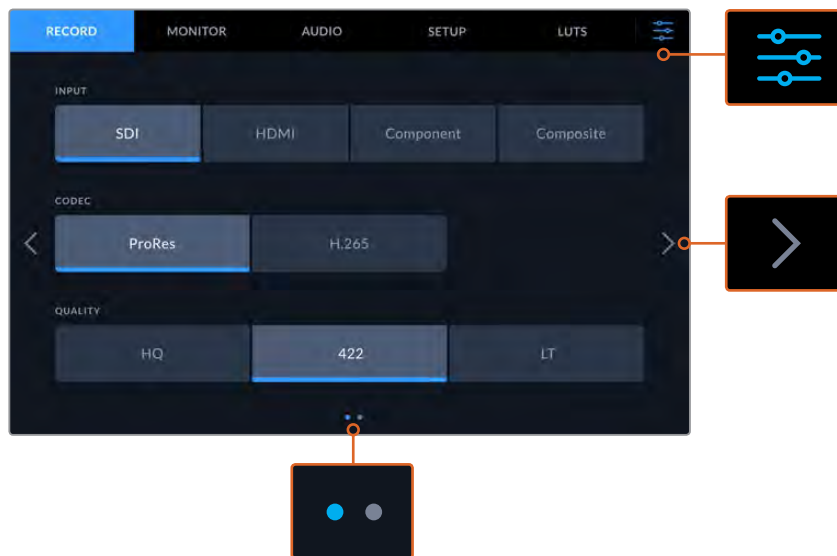 RECORD MONITOR AUDIO SETUP LUTS
INPUT
SDI HDMI Component Composite
CODEC
ProRes H.265
QUALITY
HQ 422 LT